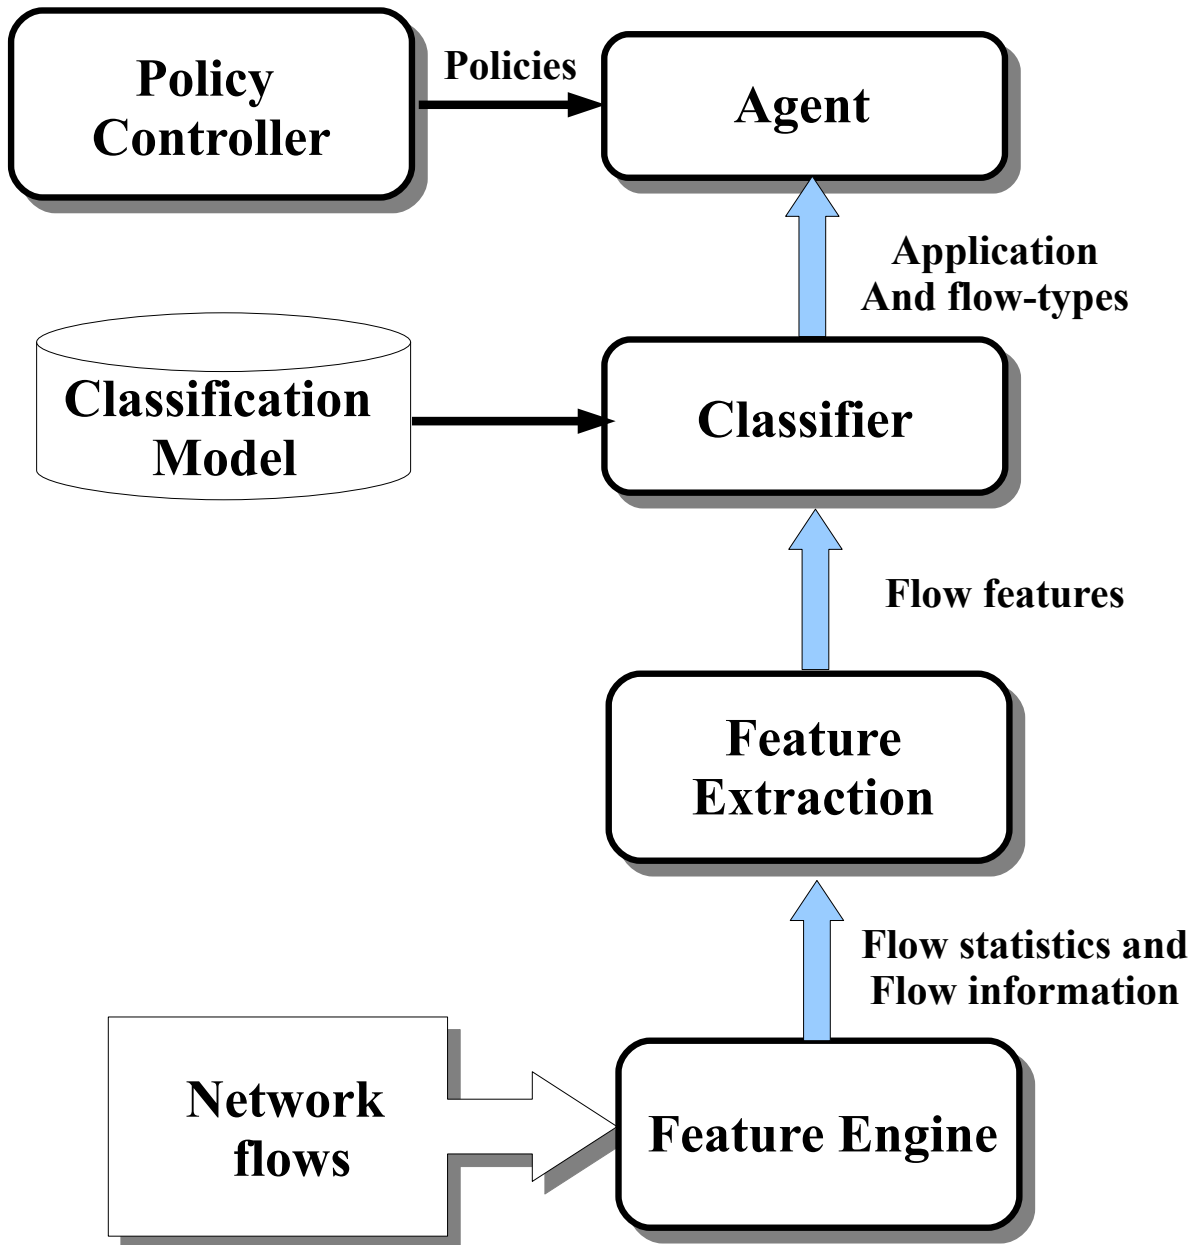 Policy
Controller
Policies
Agent
Application
And flow-types
Classification
Model
Classifier
Flow features
Feature
Extraction
Flow statistics and
Flow information
Network
flows
Feature Engine